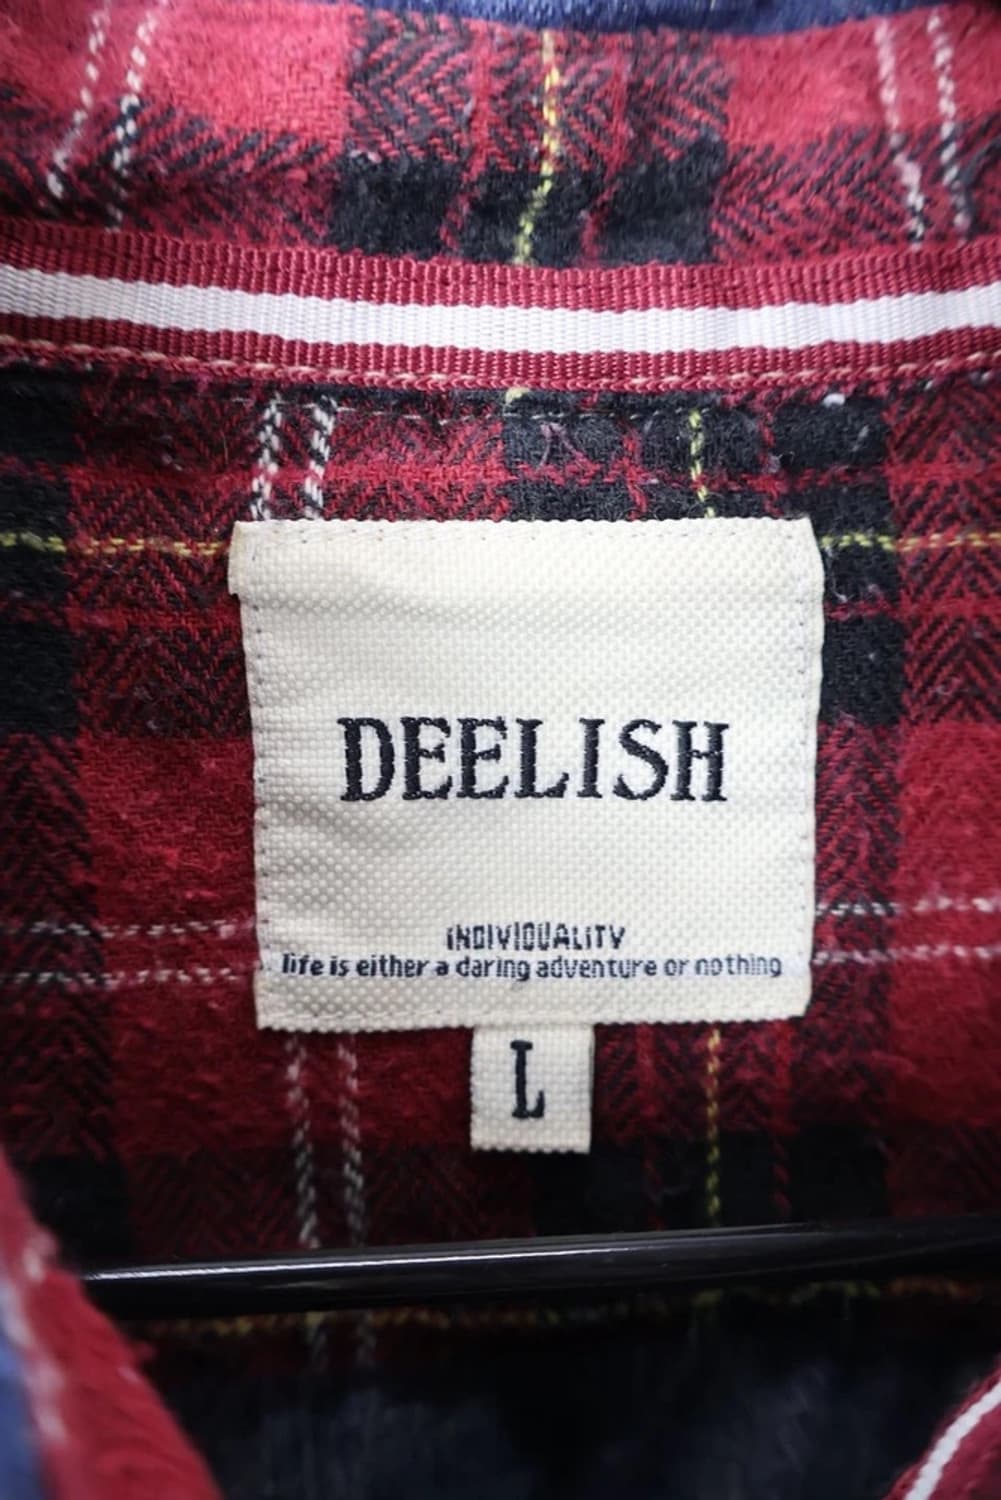 DEELISH
INDIVIDUALITY
life is either a daring adventure or nothing
L